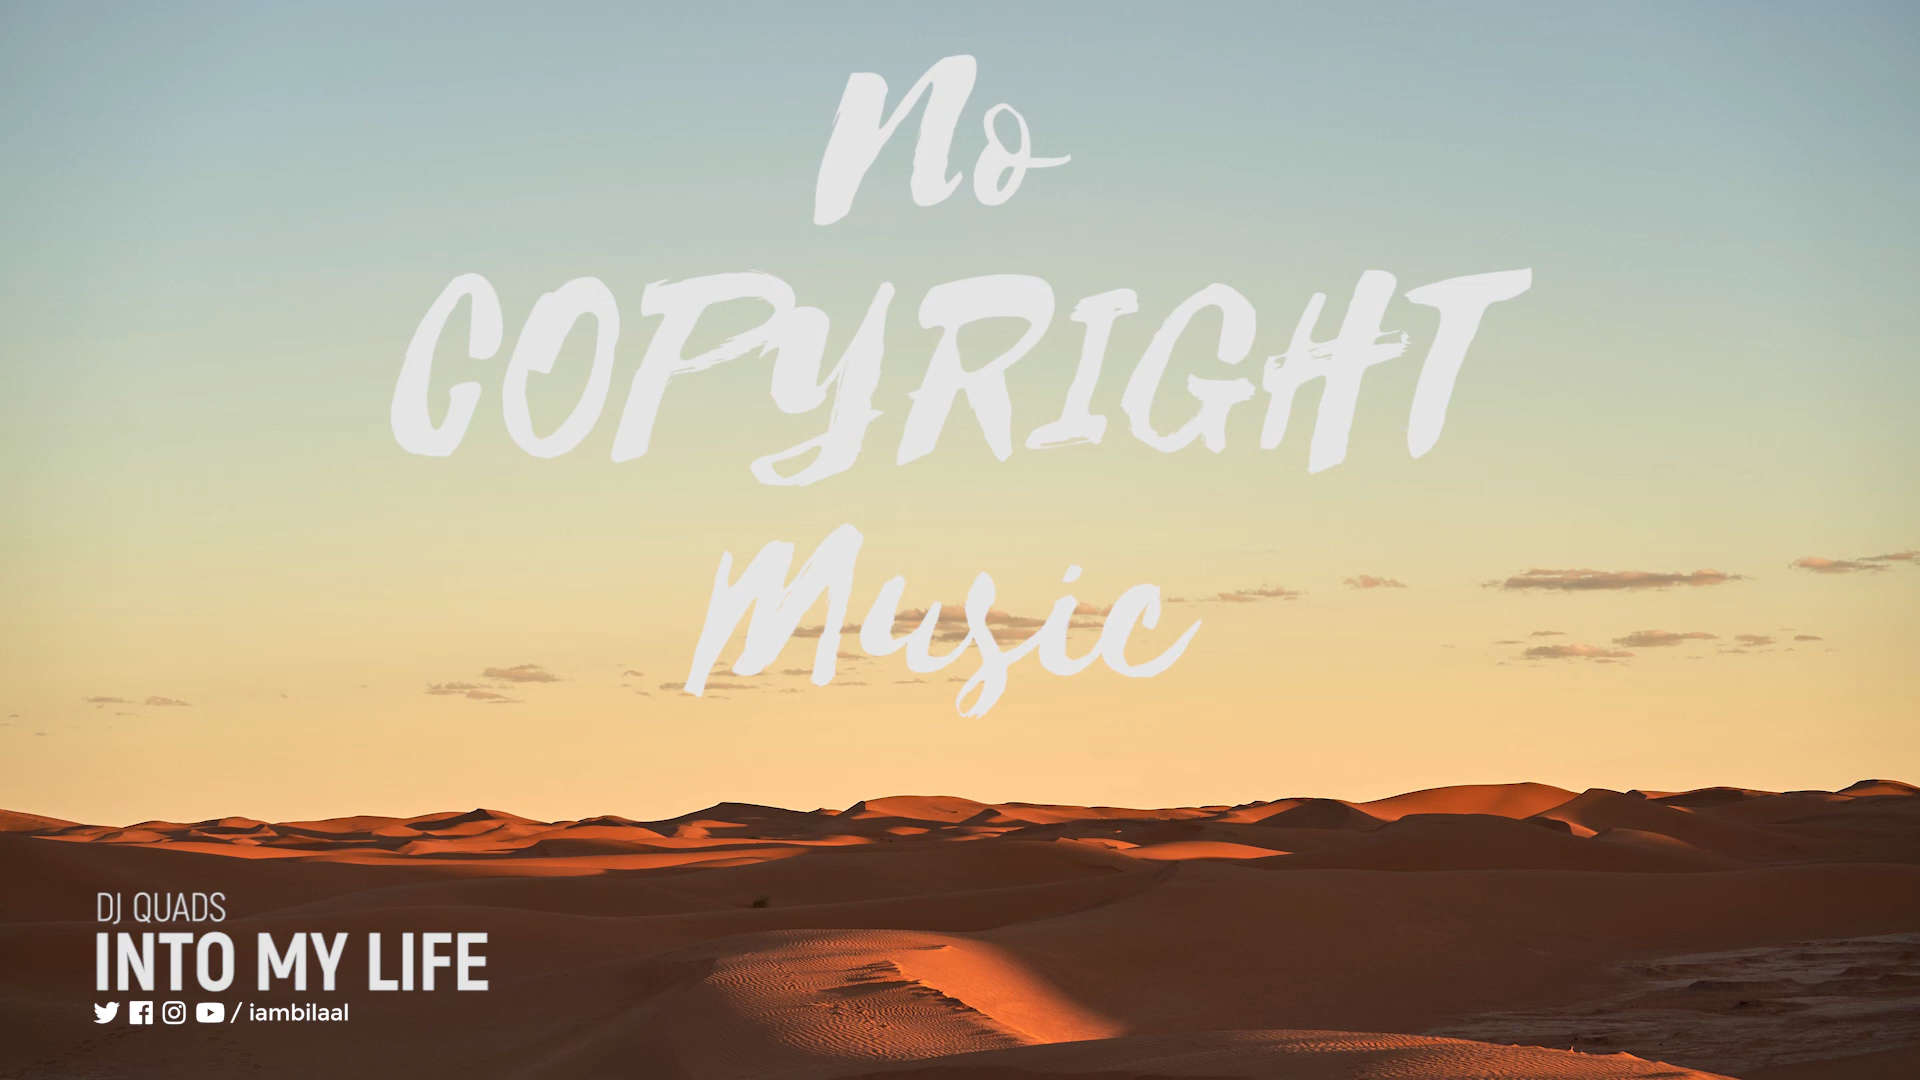 No
COPYRIGHT
Music
DJ QUADS
INTO MY LIFE
/ iambilaal